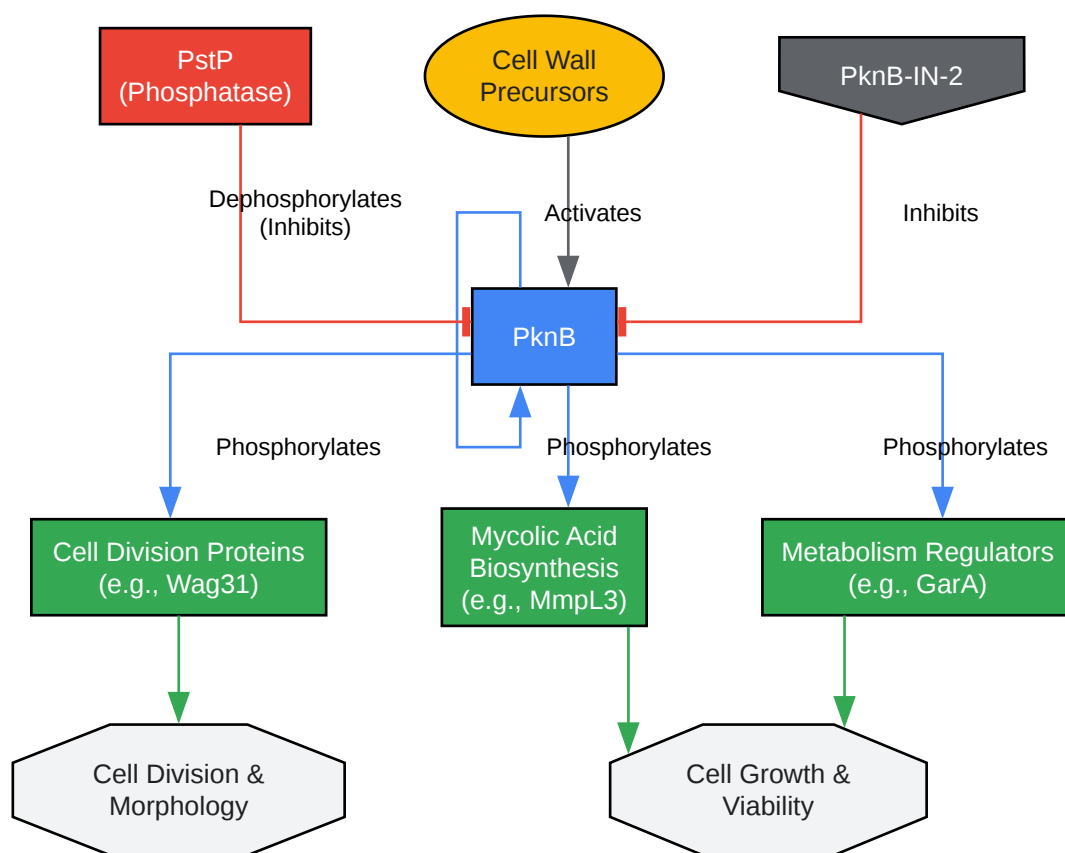 PstP
(Phosphatase)
Cell Wall
Precursors
PknB-IN-2
Dephosphorylates
(Inhibits)
Activates
Inhibits
PknB
Phosphorylates
Phosphorylates
Phosphorylates
Cell Division Proteins
(e.g., Wag31)
Mycolic Acid
Biosynthesis
(e.g., MmpL3)
Metabolism Regulators
(e.g., GarA)
Cell Division &
Morphology
Cell Growth &
Viability